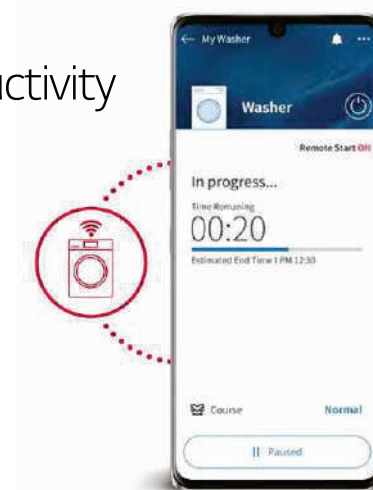 uctivity
My Washer
Washer
Remote Start ON
In progress...
Time Remaining
00:20
Estimated End Time 1 PM 12:30
Course
Normal
Paused